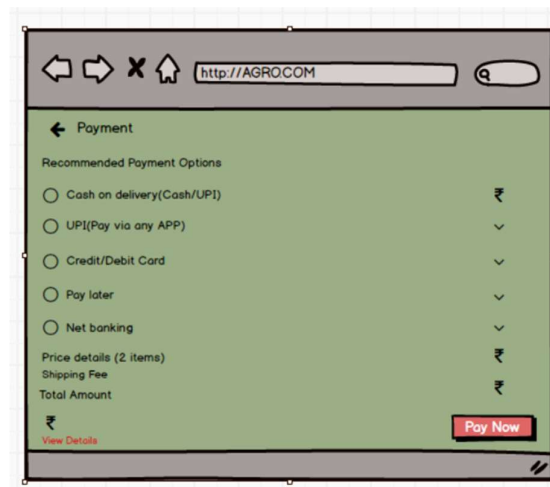 http://AGRO.COM
Payment
Recommended Payment Options
Cash on delivery(Cash/UPI) ₹
UPI(Pay via any APP)
Credit/Debit Card
Pay later
Net banking
Price details (2 items) ₹
Shipping Fee
Total Amount ₹
₹ Pay Now
View Details